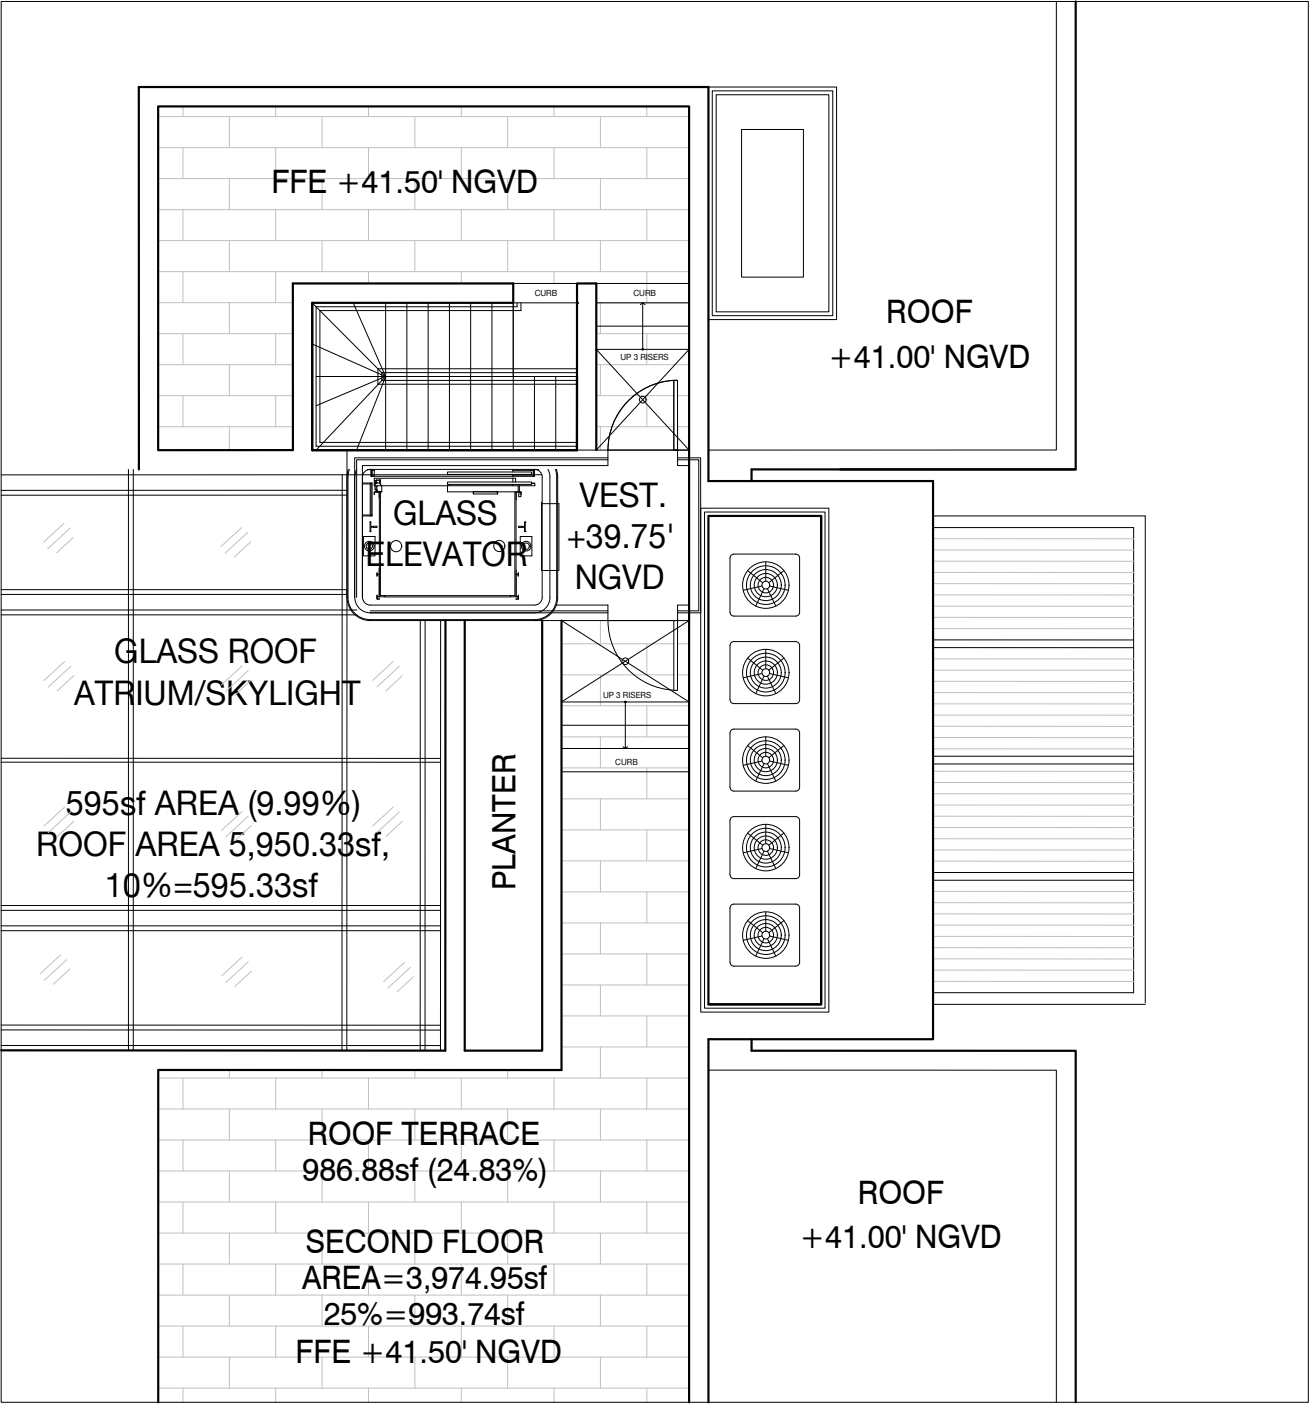 FFE +41.50' NGVD
CURB
CURB
ROOF
+41.00' NGVD
UP 3 RISERS
GLASS
ELEVATOR
VEST.
+39.75'
NGVD
GLASS ROOF
ATRIUM/SKYLIGHT
UP 3 RISERS
CURB
PLANTER
595sf AREA (9.99%)
ROOF AREA 5,950.33sf,
10%=595.33sf
ROOF TERRACE
986.88sf (24.83%)
SECOND FLOOR
AREA=3,974.95sf
25%=993.74sf
FFE +41.50' NGVD
ROOF
+41.00' NGVD